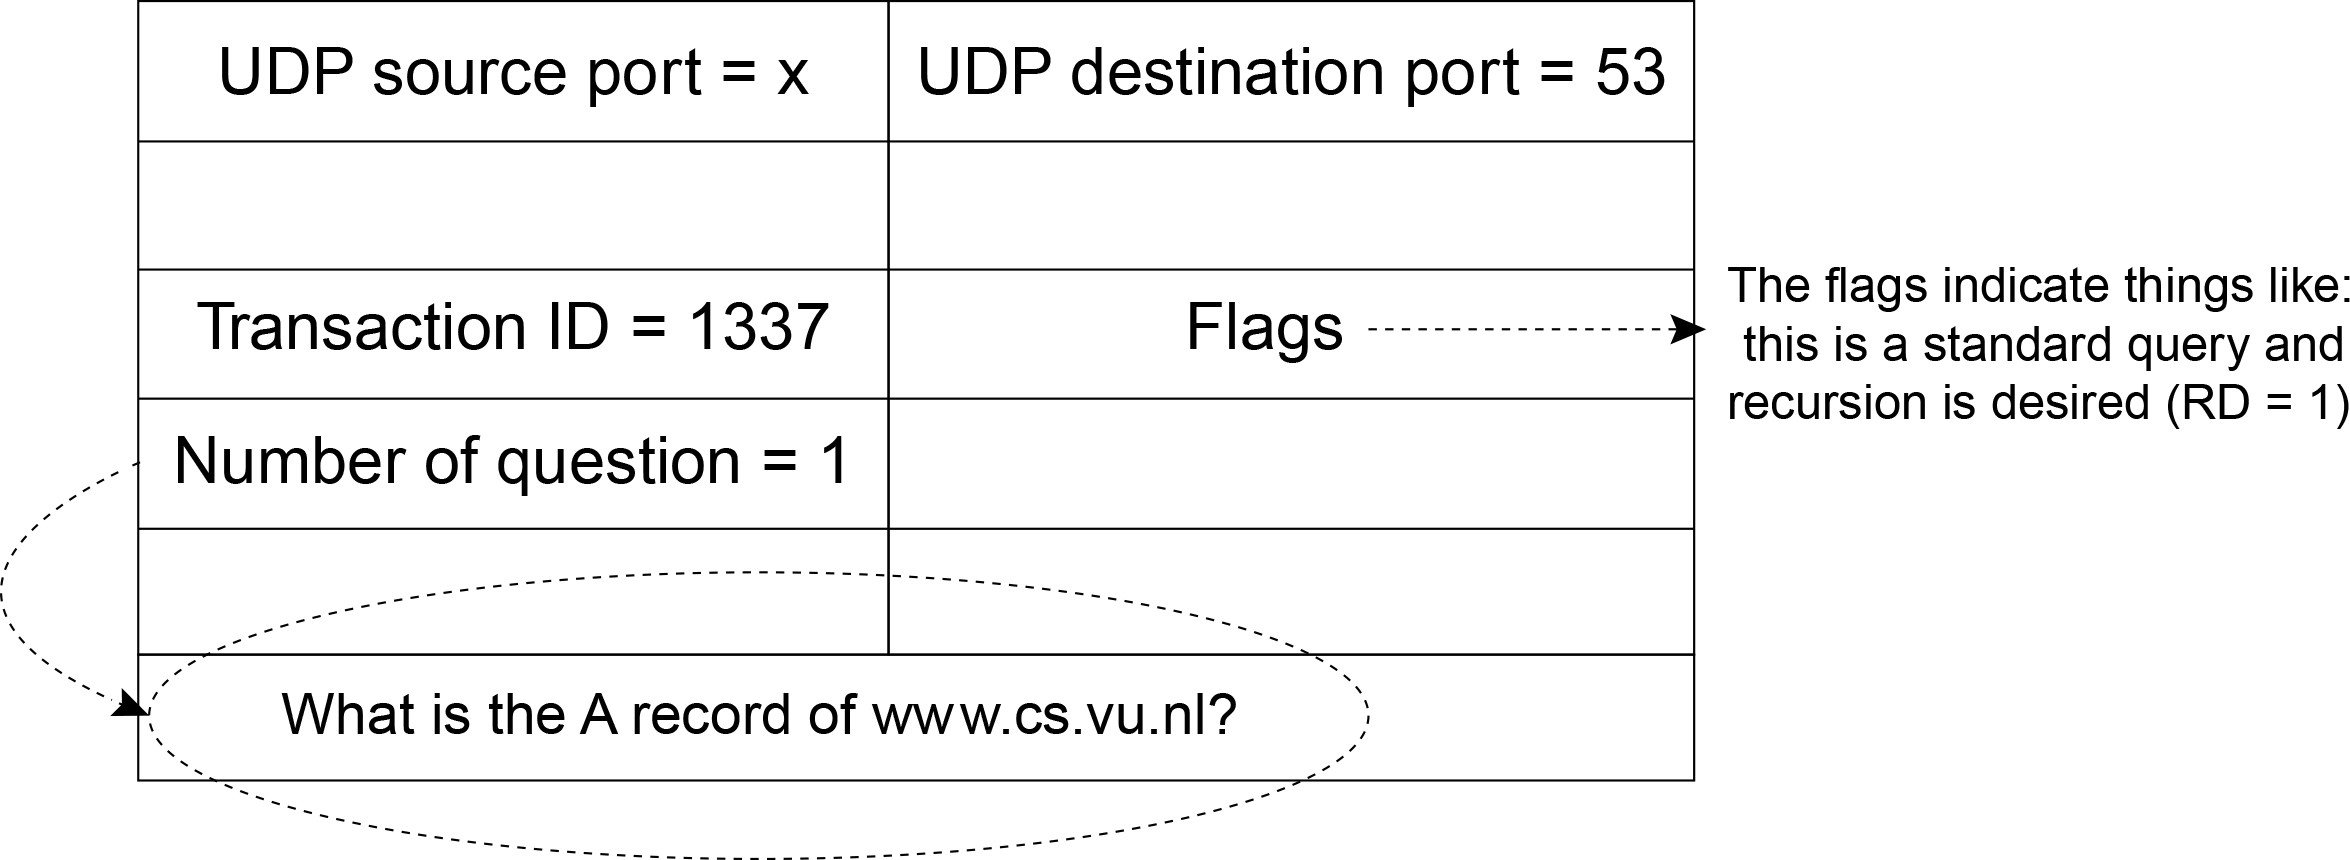 UDP source port = x
UDP destination port = 53
Transaction ID = 1337
Flags
The flags indicate things like:
this is a standard query and
recursion is desired (RD = 1)
Number of question = 1
What is the A record of www.cs.vu.nl?